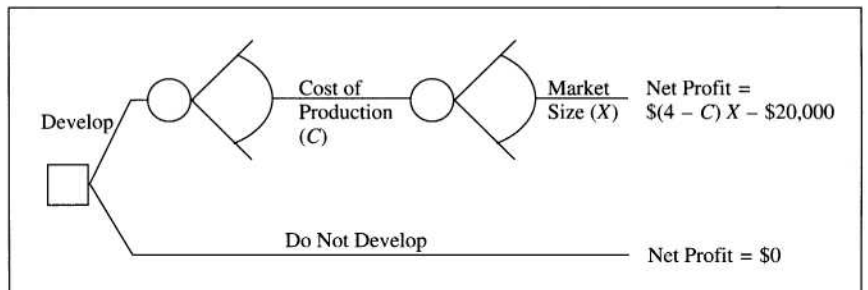 Develop
Cost of
Production
(C)
Market
Size (X)
Net Profit =
$(4 – C) X – $20,000
Do Not Develop
Net Profit = $0